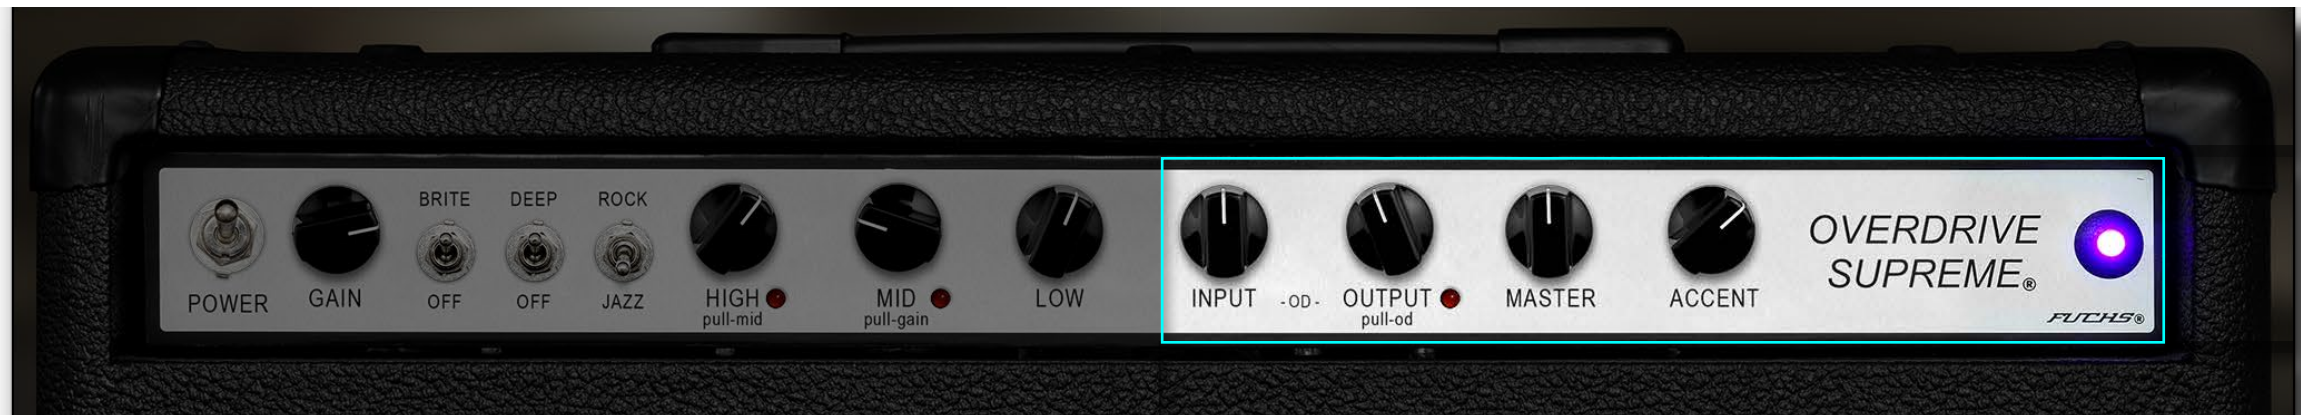 BRITE DEEP ROCK
POWER GAIN OFF OFF JAZZ HIGH MID LOW INPUT -OD- OUTPUT MASTER ACCENT
pull-mid pull-gain pull-od
OVERDRIVE
SUPREME®
FUCHS®